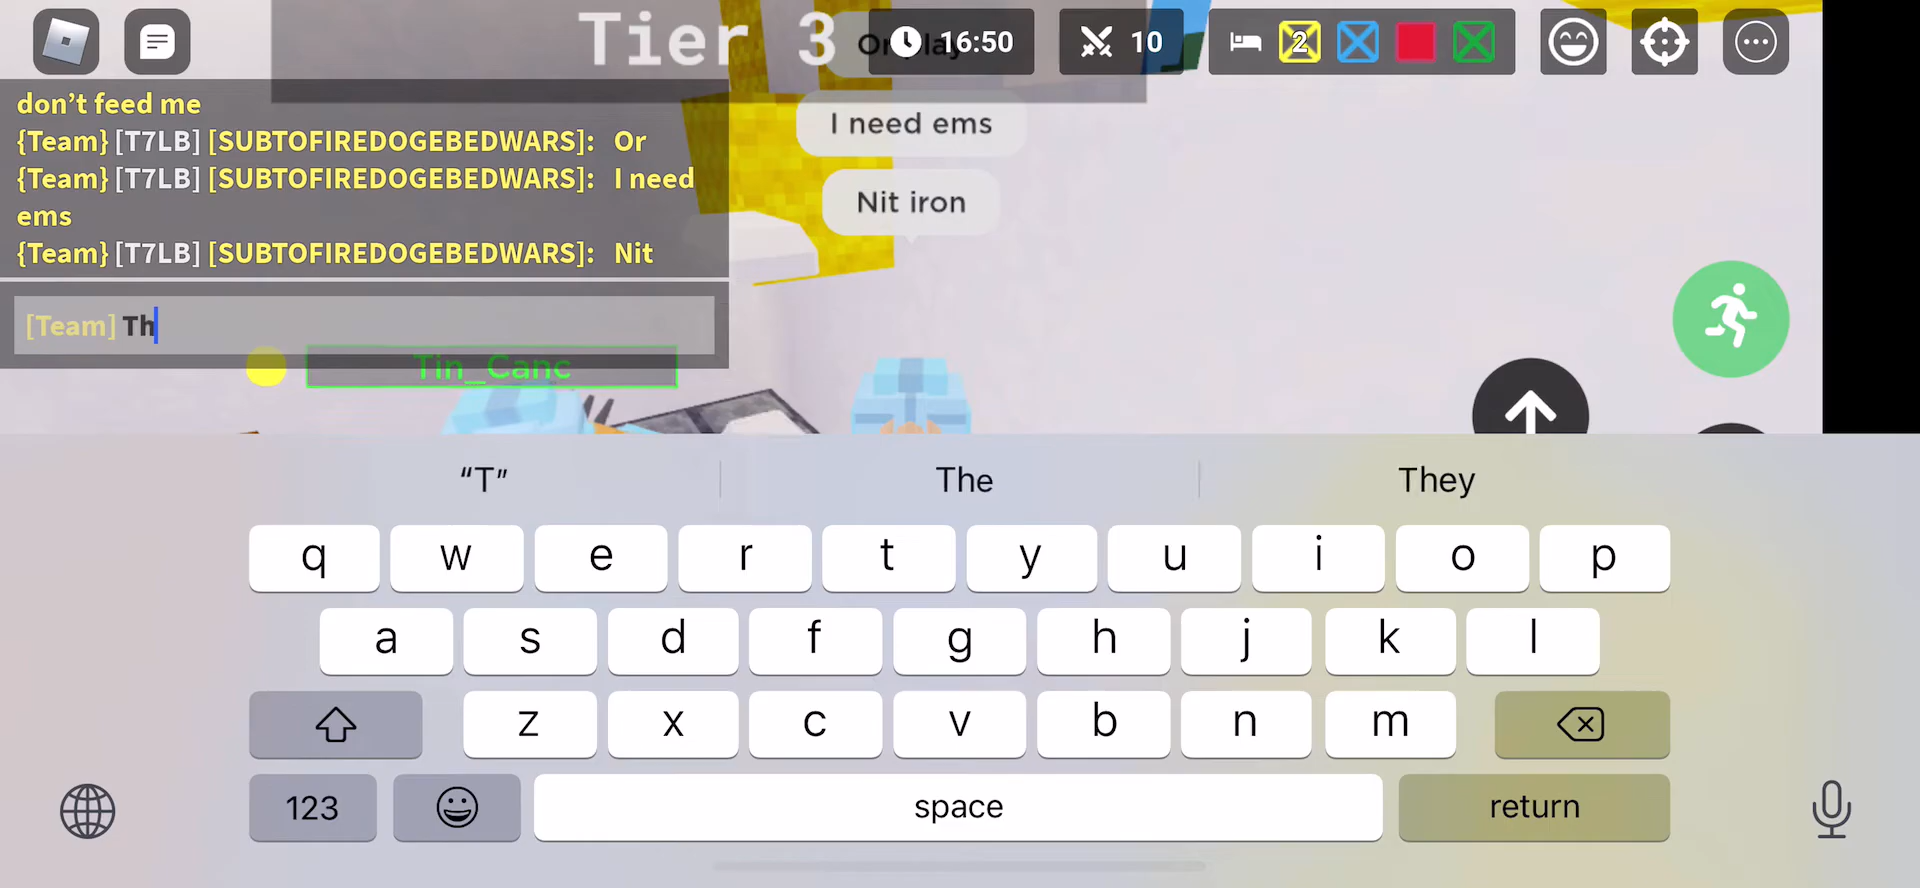 Tier 3
16:50
10
2
don't feed me
{Team} [T7LB] [SUBTOFIREDOGEBEDWARS]: Or
{Team} [T7LB] [SUBTOFIREDOGEBEDWARS]: I need
ems
{Team} [T7LB] [SUBTOFIREDOGEBEDWARS]: Nit
I need ems
Nit iron
[Team] Th
Tin_Canc
“T”
The
They
q w e r t y u i o p
a s d f g h j k l
z x c v b n m
123
space
return